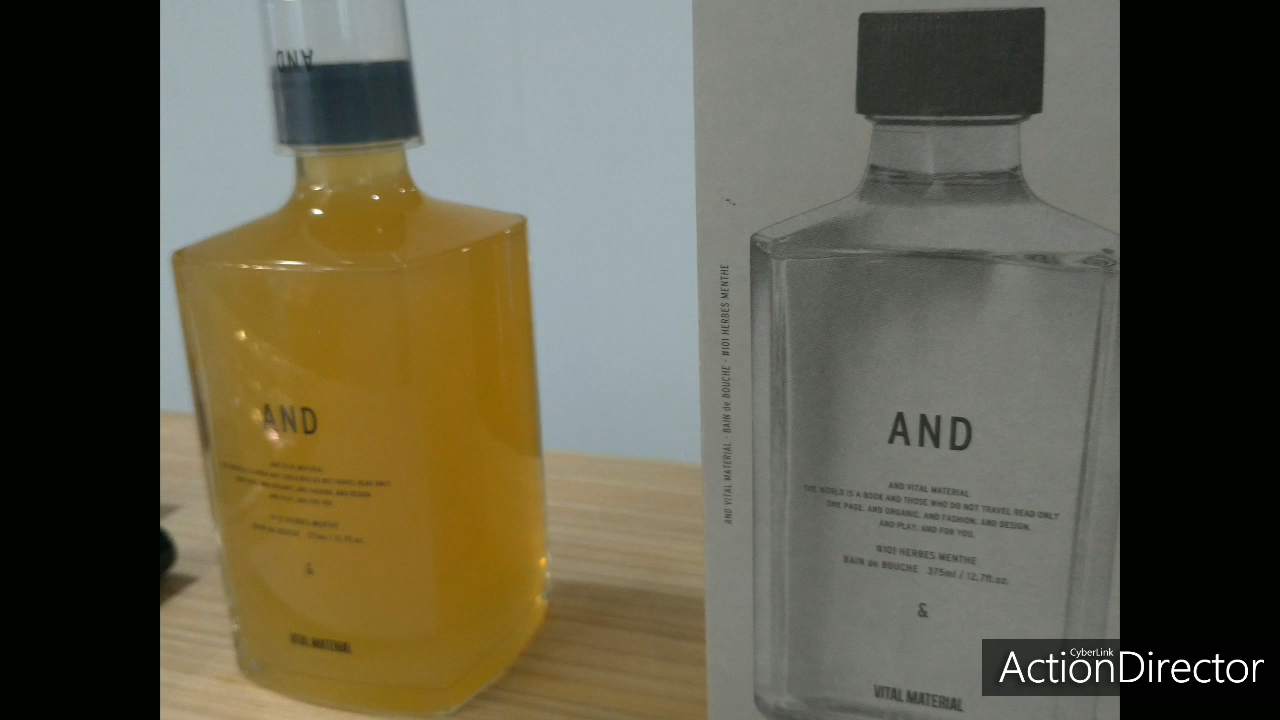 AND
AND
VITAL MATERIAL
AND VITAL MATERIAL - BAIN de BOUCHE - #101 HERBES MENTHE
AND
AND VITAL MATERIAL
THE WORLD IS A BOOK AND THOSE WHO DO NOT TRAVEL READ ONLY
ONE PAGE. AND ORGANIC, AND FASHION, AND DESIGN,
AND PLAY, AND FOR YOU.
#101 HERBES MENTHE
BAIN de BOUCHE 375ml / 12.7fl.oz.
&
VITAL MATERIAL
CyberLink
ActionDirector